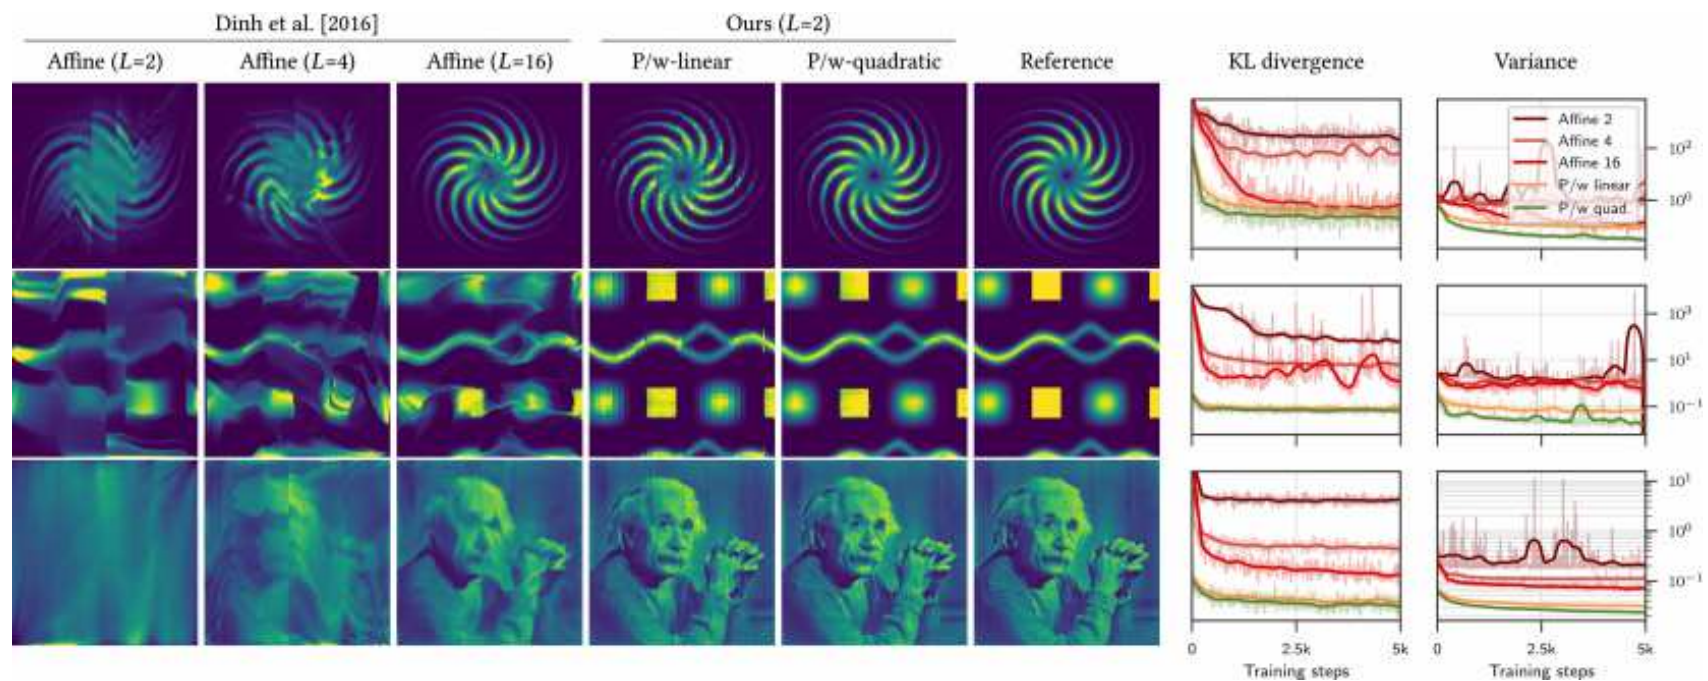 Dinh et al. [2016] Ours (L=2)
Affine (L=2) Affine (L=4) Affine (L=16) P/w-linear P/w-quadratic Reference KL divergence Variance
Affine 2
Affine 4
Affine 16
P/w linear
P/w quad.
10²
10⁰
10³
10¹
10⁻¹
10¹
10⁰
10⁻¹
0 2.5k 5k 0 2.5k 5k
Training steps Training steps